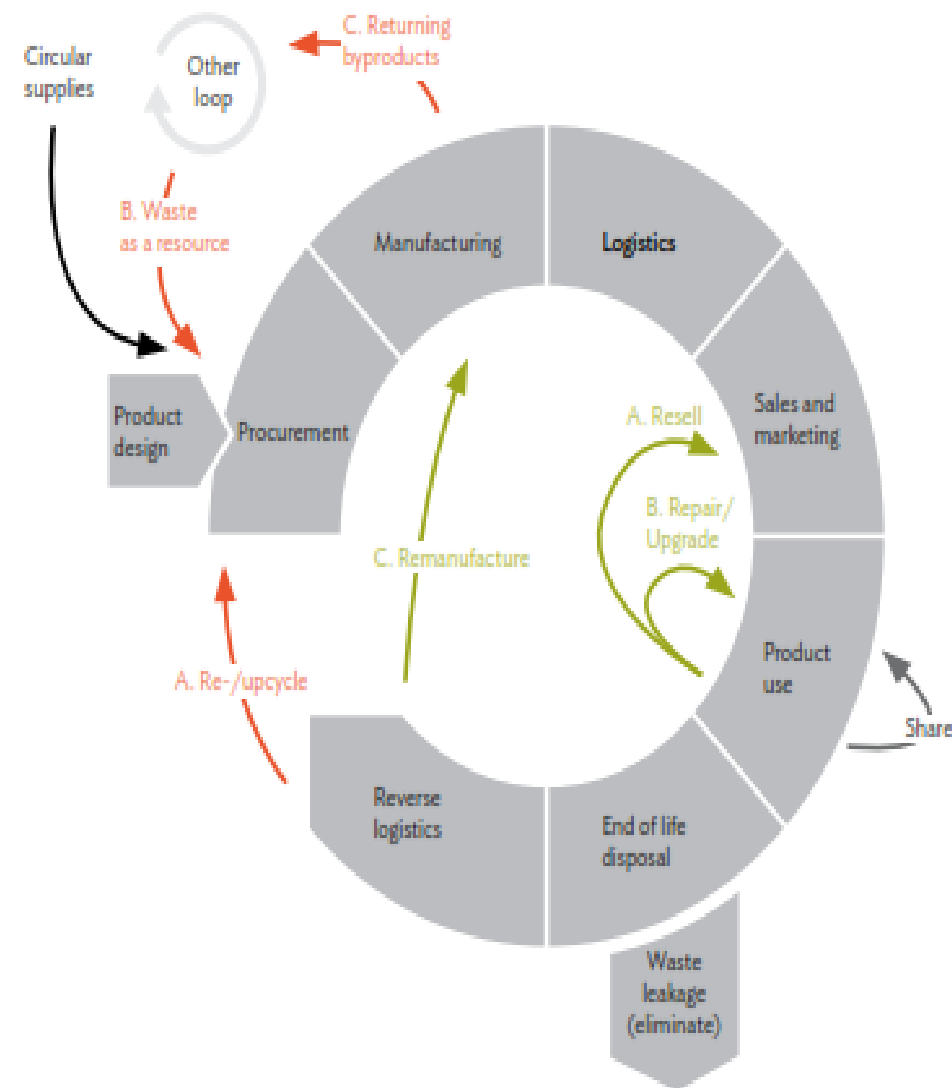 Circular
supplies
Other
loop
C. Returning
byproducts
B. Waste
as a resource
Manufacturing
Logistics
Product
design
Procurement
Sales and
marketing
A. Resell
B. Repair/
Upgrade
C. Remanufacture
Product
use
Share
A. Re-/upcycle
Reverse
logistics
End of life
disposal
Waste
leakage
(eliminate)